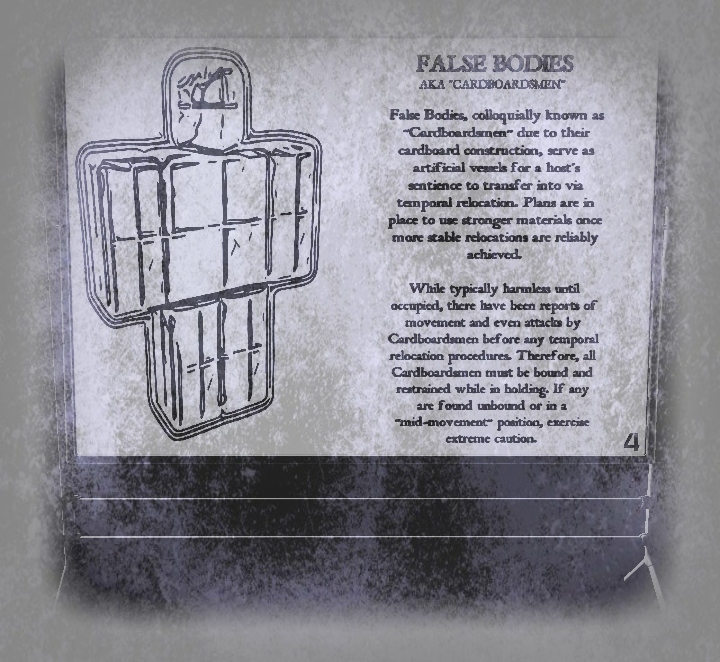 FALSE BODIES
AKA "CARDBOARDSMEN"
False Bodies, colloquially known as
"Cardboardsmen" due to their
cardboard construction, serve as
artificial vessels for a host's
sentience to transfer into via
temporal relocation. Plans are in
place to use stronger materials once
more stable relocations are reliably
achieved.
While typically harmless until
occupied, there have been reports of
movement and even attacks by
Cardboardsmen before any temporal
relocation procedures. Therefore, all
Cardboardsmen must be bound and
restrained while in holding. If any
are found unbound or in a
"mid-movement" position, exercise
extreme caution.
4